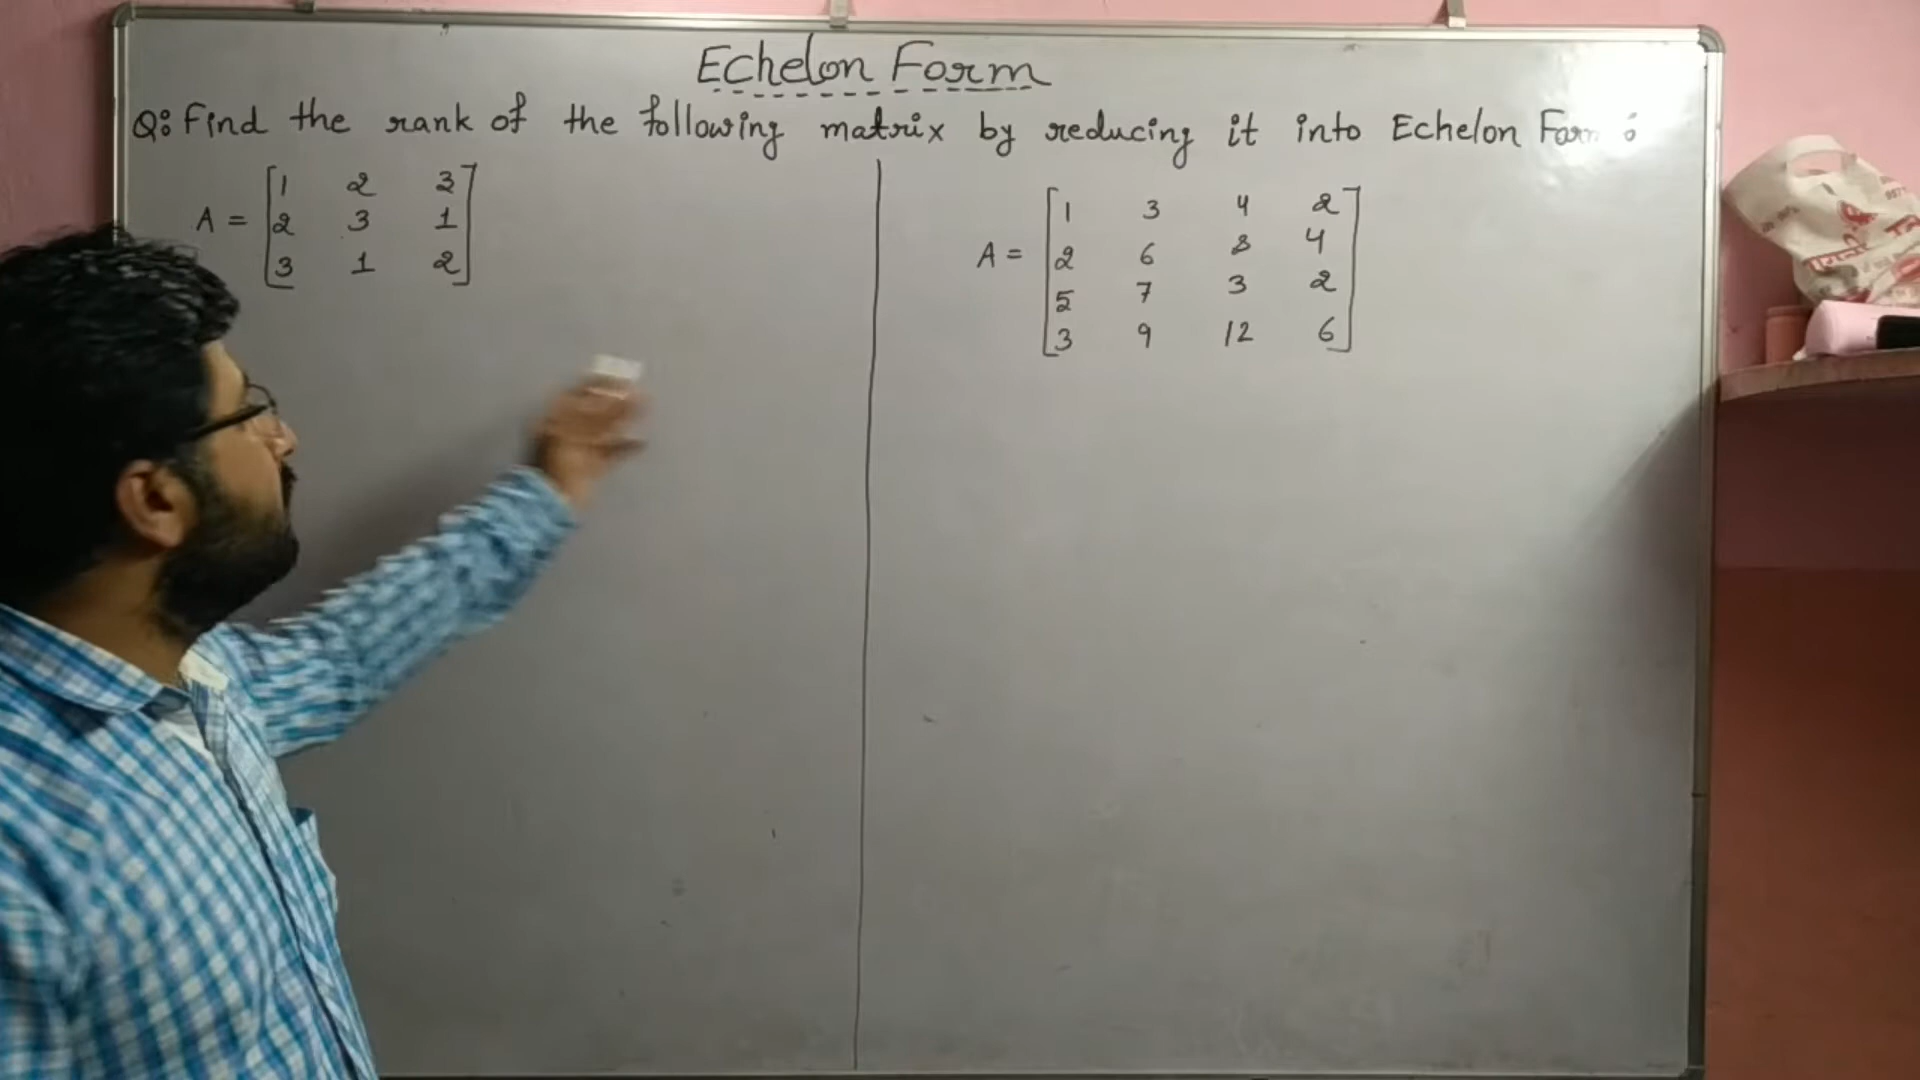 Echelon Form
Q: Find the rank of the following matrix by reducing it into Echelon Form :
A = [1 2 3
2 3 1
3 1 2]
A = [1 3 4 2
2 6 8 4
5 7 3 2
3 9 12 6]